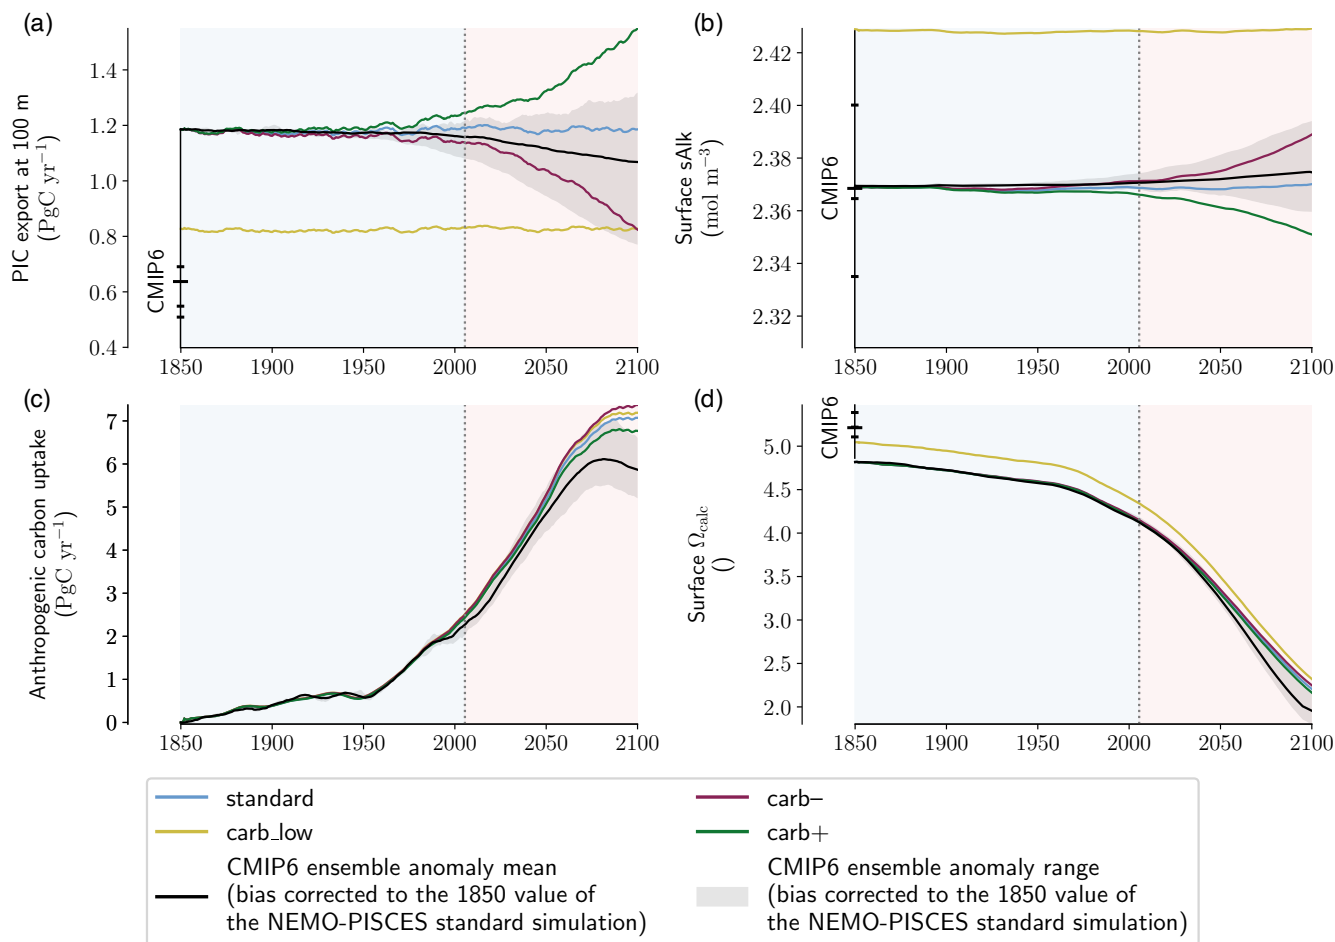 (a)
PIC export at 100 m
(PgC yr−1)
1.4
1.2
1.0
0.8
0.6
0.4
CMIP6
1850 1900 1950 2000 2050 2100
(b)
Surface sAlk
(mol m−3)
2.42
2.40
2.38
2.36
2.34
2.32
CMIP6
1850 1900 1950 2000 2050 2100
(c)
Anthropogenic carbon uptake
(PgC yr−1)
7
6
5
4
3
2
1
0
1850 1900 1950 2000 2050 2100
(d)
Surface Ωcalc
()
CMIP6
5.0
4.5
4.0
3.5
3.0
2.5
2.0
1850 1900 1950 2000 2050 2100
standard
carb_low
CMIP6 ensemble anomaly mean
(bias corrected to the 1850 value of
the NEMO-PISCES standard simulation)
carb−
carb+
CMIP6 ensemble anomaly range
(bias corrected to the 1850 value of
the NEMO-PISCES standard simulation)